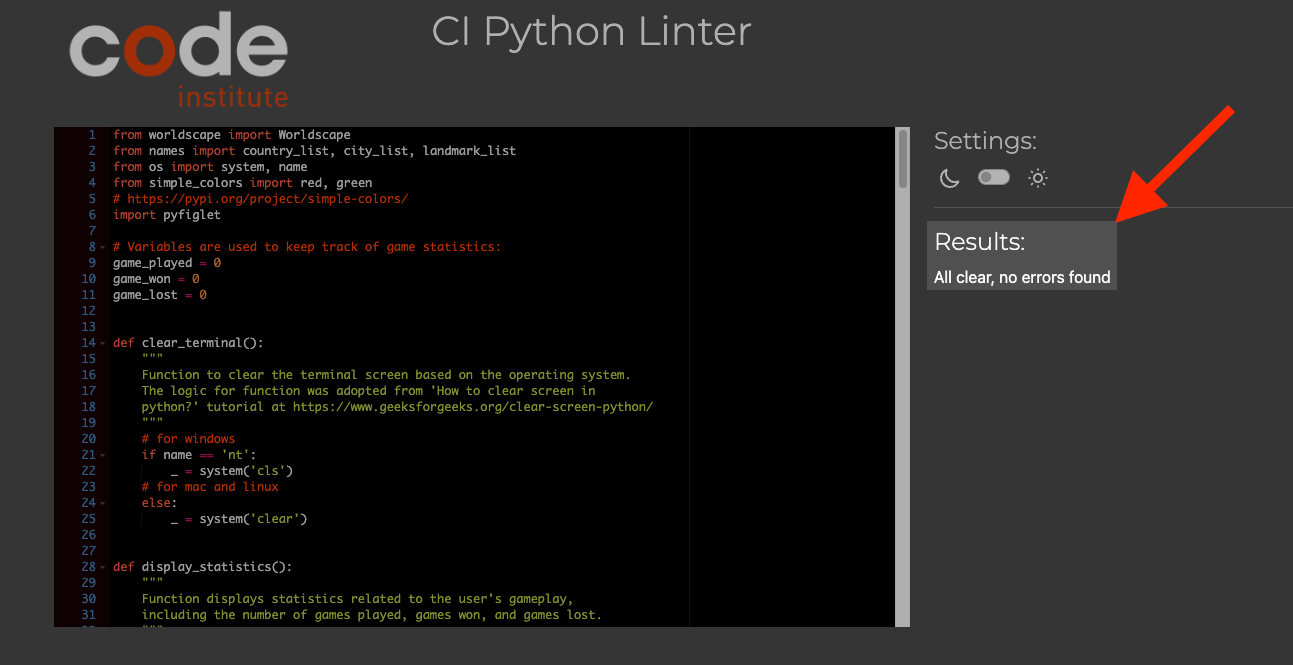 code
institute
CI Python Linter
1 from worldscape import Worldscape
2 from names import country_list, city_list, landmark_list
3 from os import system, name
4 from simple_colors import red, green
5 # https://pypi.org/project/simple-colors/
6 import pyfiglet
7
8 # Variables are used to keep track of game statistics:
9 game_played = 0
10 game_won = 0
11 game_lost = 0
12
13
14 def clear_terminal():
15 """
16 Function to clear the terminal screen based on the operating system.
17 The logic for function was adopted from 'How to clear screen in
18 python?' tutorial at https://www.geeksforgeeks.org/clear-screen-python/
19 """
20 # for windows
21 if name == 'nt':
22 _ = system('cls')
23 # for mac and linux
24 else:
25 _ = system('clear')
26
27
28 def display_statistics():
29 """
30 Function displays statistics related to the user's gameplay,
31 including the number of games played, games won, and games lost.
Settings:
Results:
All clear, no errors found